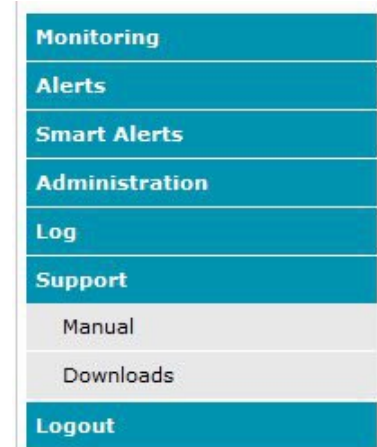 Monitoring
Alerts
Smart Alerts
Administration
Log
Support
Manual
Downloads
Logout